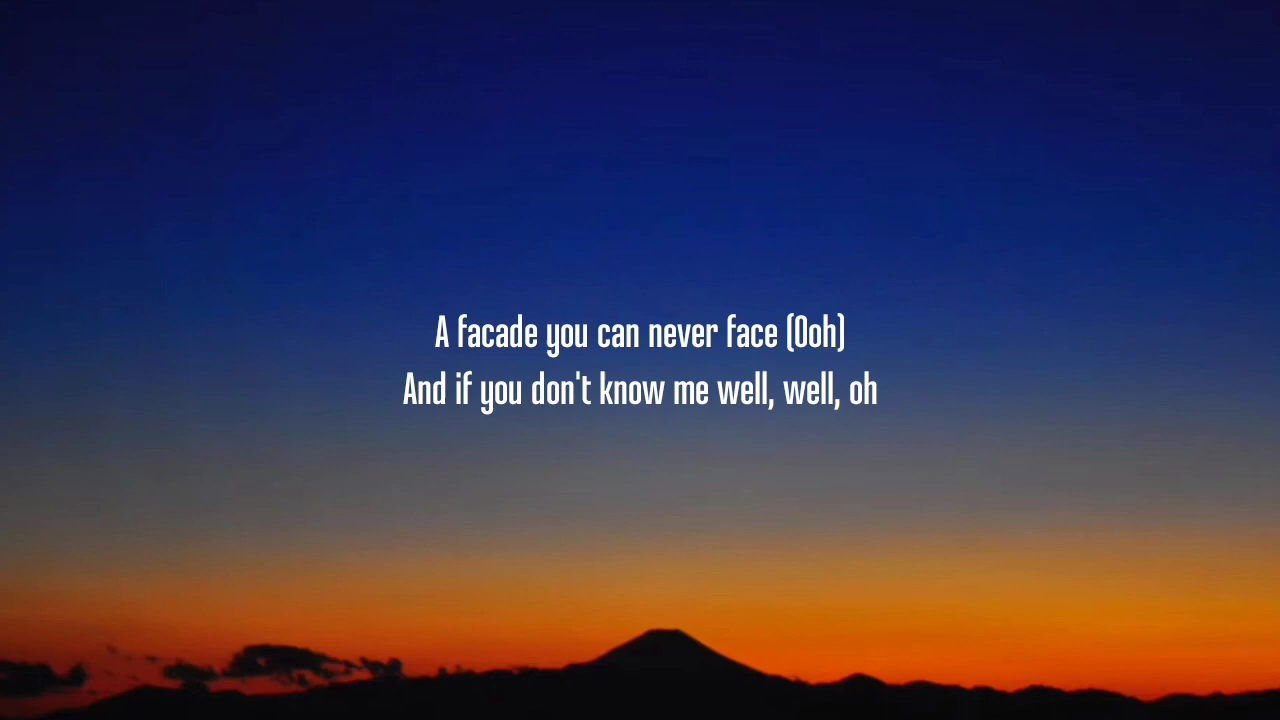 A facade you can never face (Ooh)
And if you don't know me well, well, oh